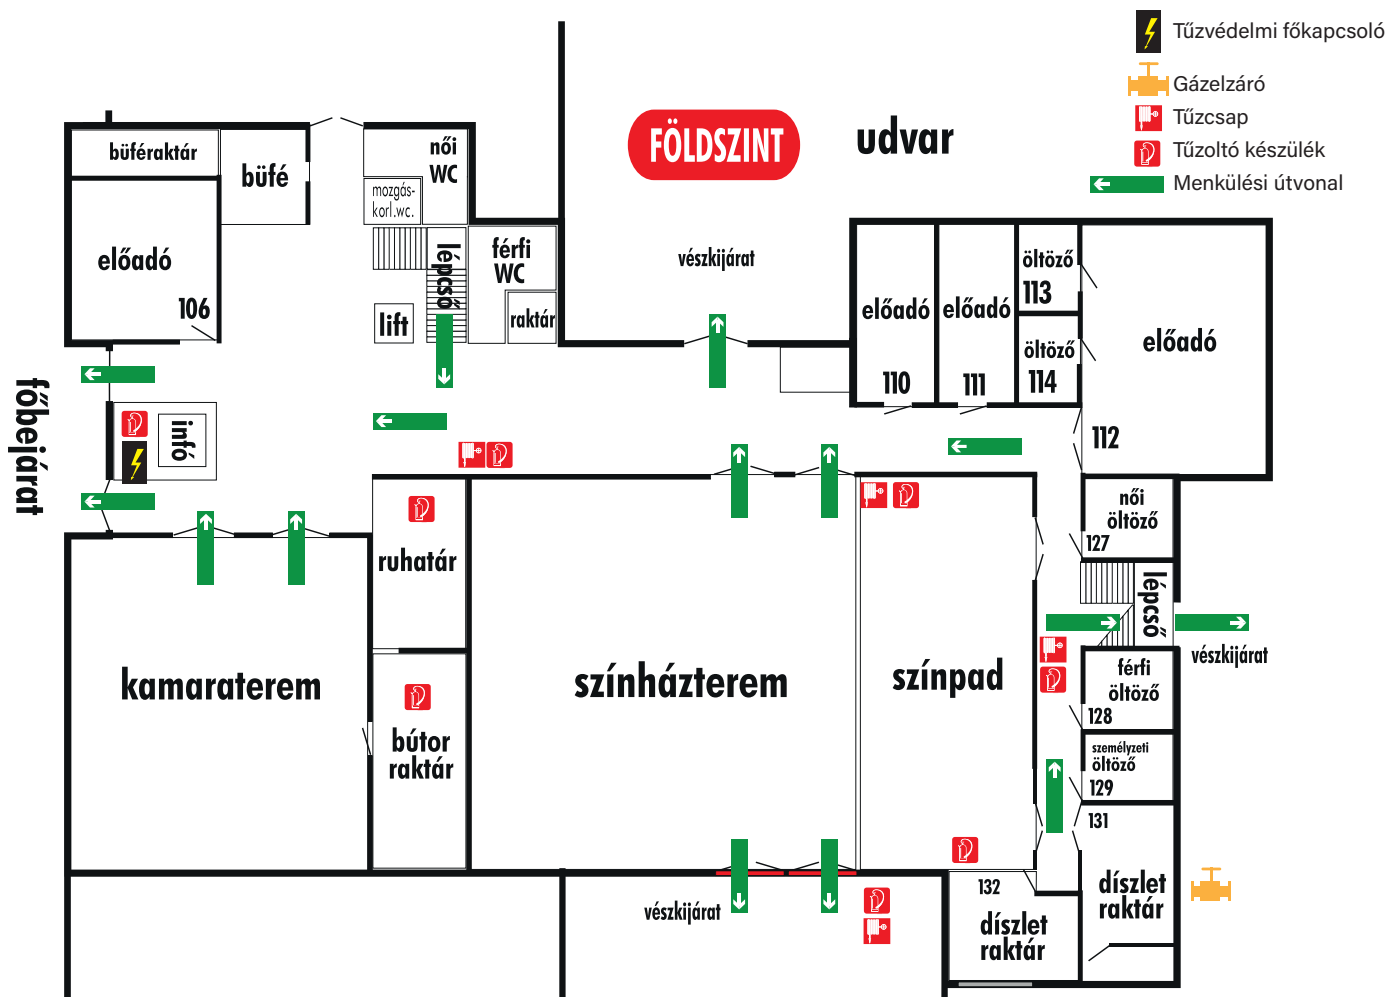 Tűzvédelmi főkapcsoló
Gázelzáró
Tűzcsap
Tűzoltó készülék
Menkülési útvonal
FÖLDSZINT
udvar
büféraktár
büfé
női
WC
mozgás-
korl.wc.
előadó
106
lépcső
férfi
WC
raktár
lift
vészkijárat
előadó
110
előadó
111
öltöző
113
öltöző
114
előadó
112
főbejárat
infó
ruhatár
női
öltöző
127
lépcső
vészkijárat
kamaraterem
színházterem
színpad
férfi
öltöző
128
bútor
raktár
személyzeti
öltöző
129
131
díszlet
raktár
132
díszlet
raktár
vészkijárat